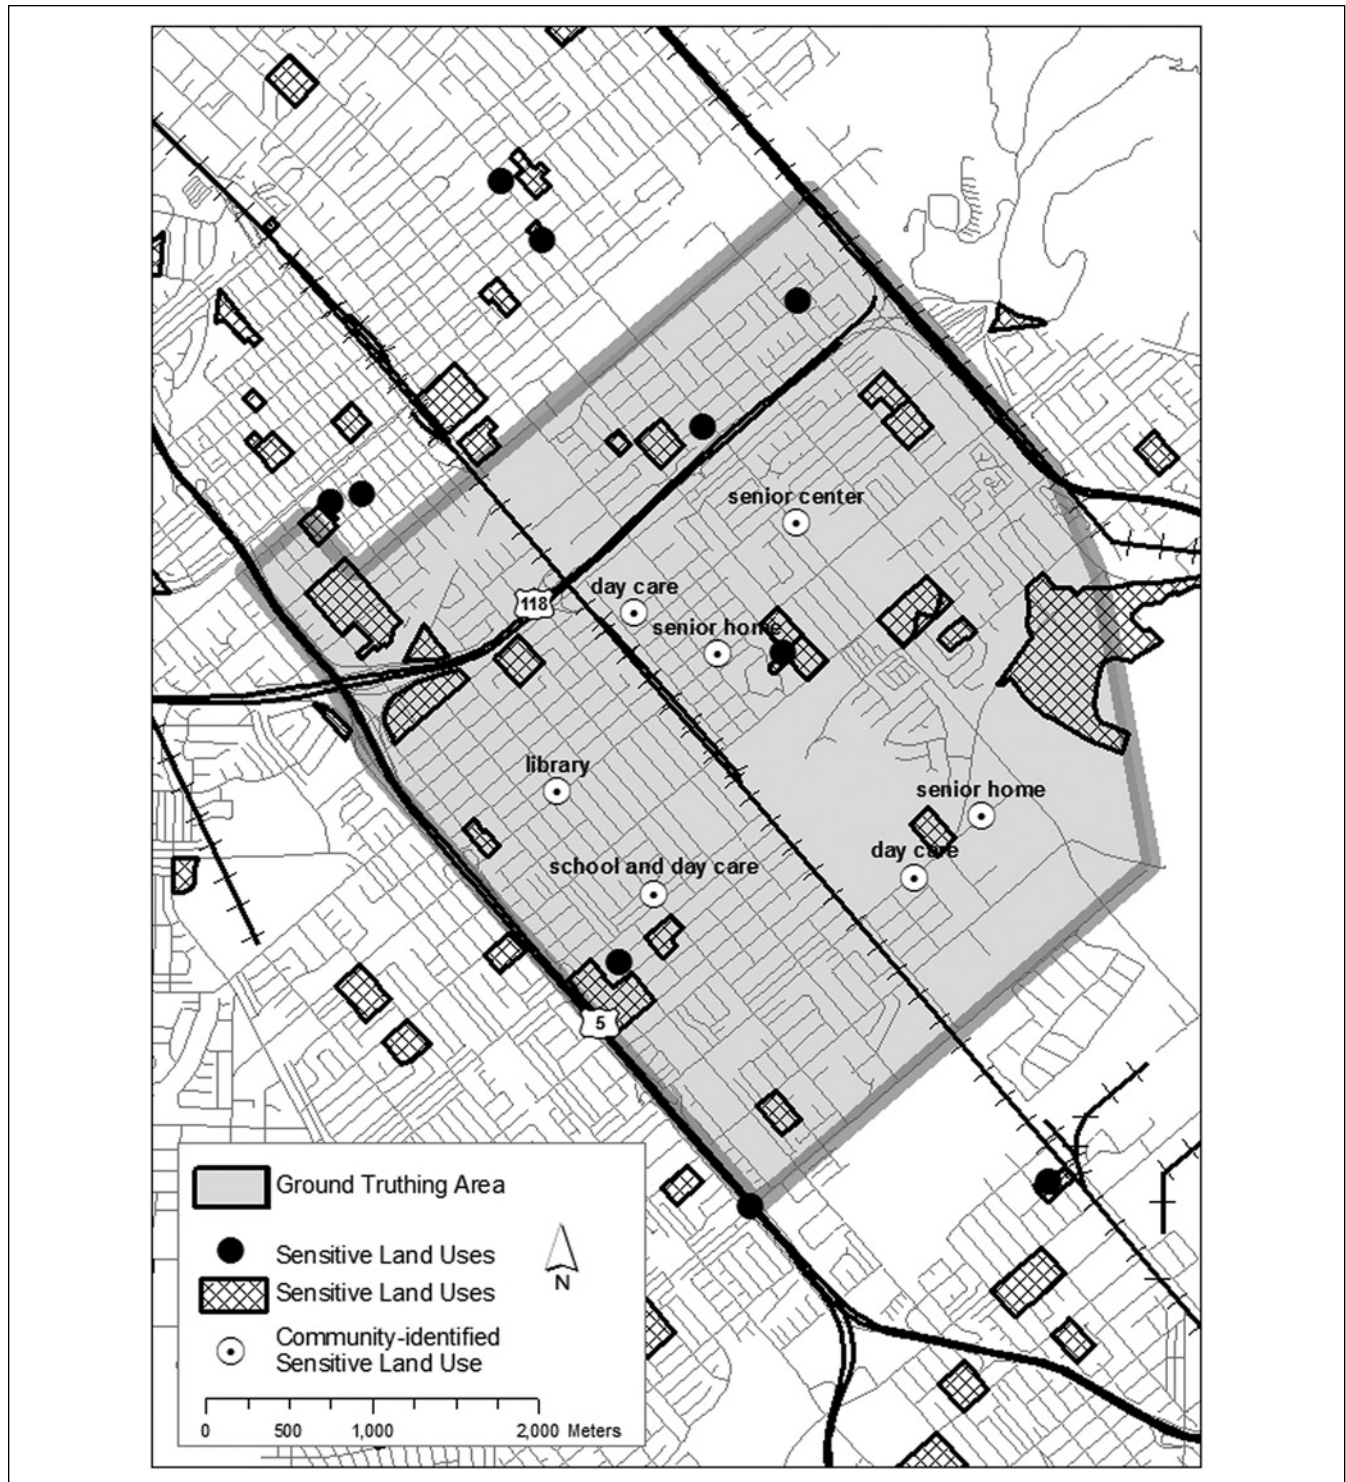 senior center
day care
118
senior home
library
senior home
school and day care
day care
5
Ground Truthing Area
Sensitive Land Uses
Sensitive Land Uses
N
Community-identified
Sensitive Land Use
0 500 1,000 2,000 Meters